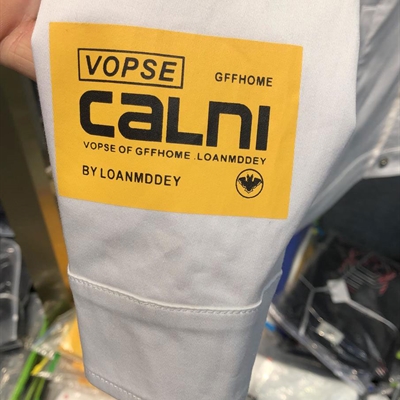 VOPSE
GFFHOME
CALNI
VOPSE OF GFFHOME .LOANMDDEY
BY LOANMDDEY